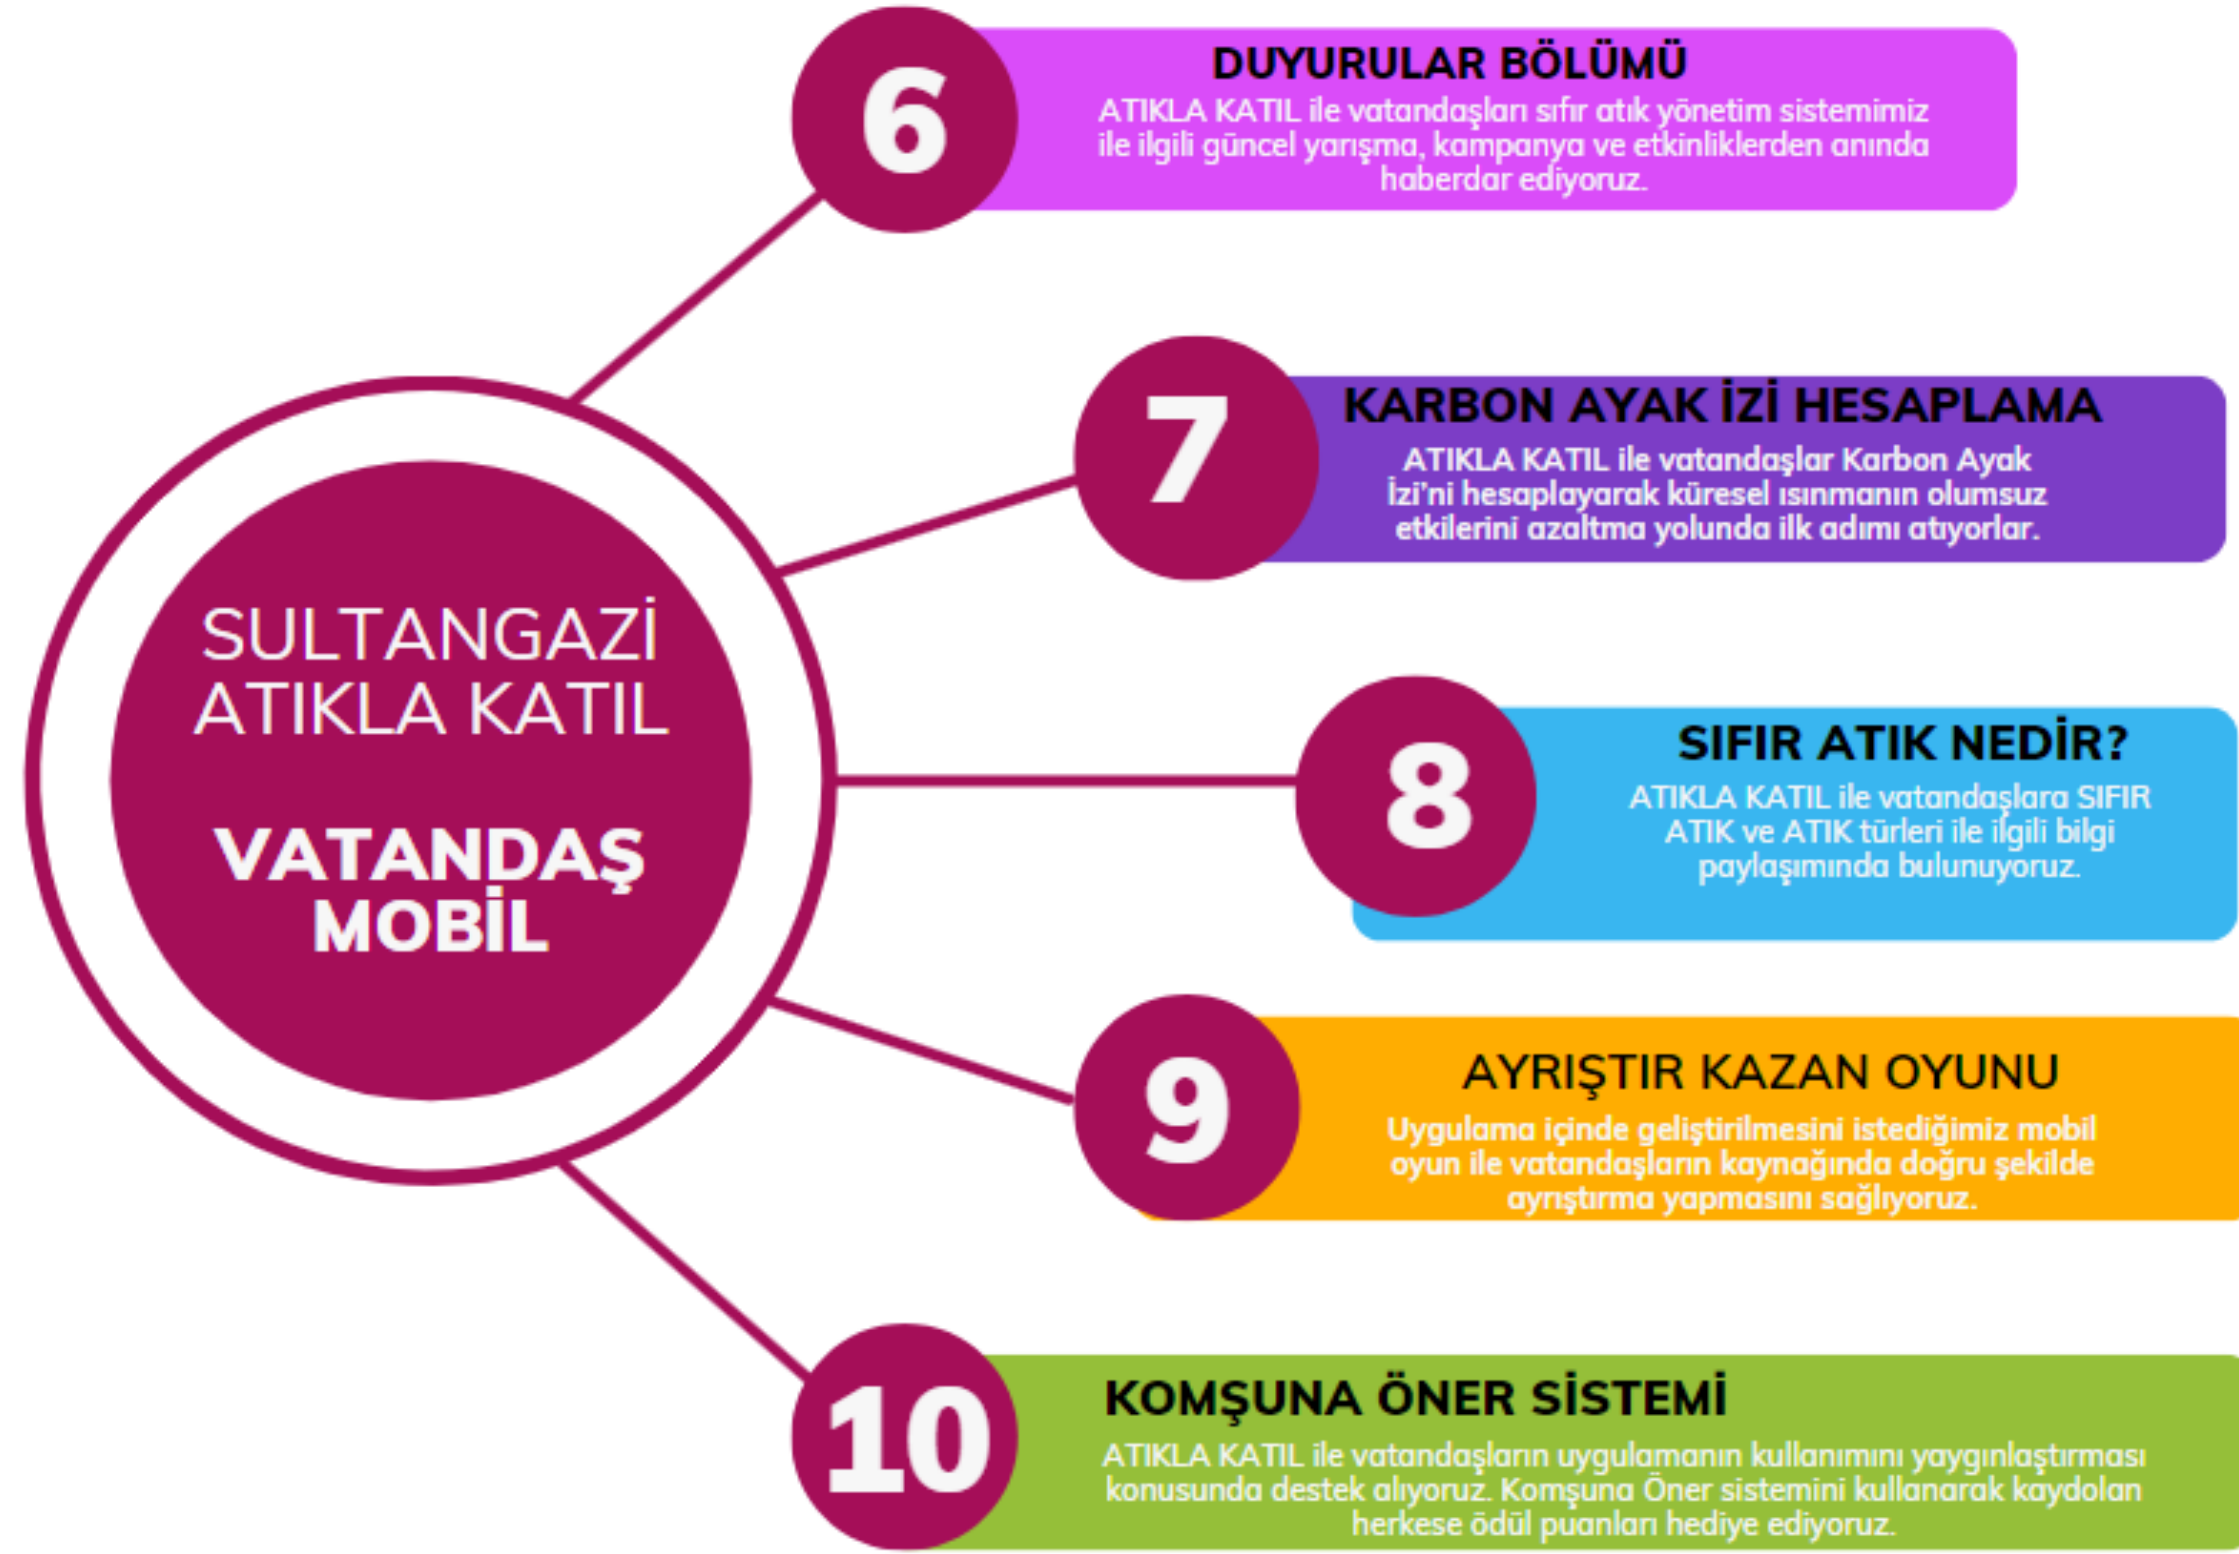 SULTANGAZİ
ATIKLA KATIL
VATANDAŞ
MOBİL
6
DUYURULAR BÖLÜMÜ
ATIKLA KATIL ile vatandaşları sıfır atık yönetim sistemimiz
ile ilgili güncel yarışma, kampanya ve etkinliklerden anında
haberdar ediyoruz.
7
KARBON AYAK İZİ HESAPLAMA
ATIKLA KATIL ile vatandaşlar Karbon Ayak
İzi'ni hesaplayarak küresel ısınmanın olumsuz
etkilerini azaltma yolunda ilk adımı atıyorlar.
8
SIFIR ATIK NEDİR?
ATIKLA KATIL ile vatandaşlara SIFIR
ATIK ve ATIK türleri ile ilgili bilgi
paylaşımında bulunuyoruz.
9
AYRIŞTIR KAZAN OYUNU
Uygulama içinde geliştirilmesini istediğimiz mobil
oyun ile vatandaşların kaynağında doğru şekilde
ayrıştırma yapmasını sağlıyoruz.
10
KOMŞUNA ÖNER SİSTEMİ
ATIKLA KATIL ile vatandaşların uygulamanın kullanımını yaygınlaştırması
konusunda destek alıyoruz. Komşuna Öner sistemini kullanarak kaydolan
herkese ödül puanları hediye ediyoruz.